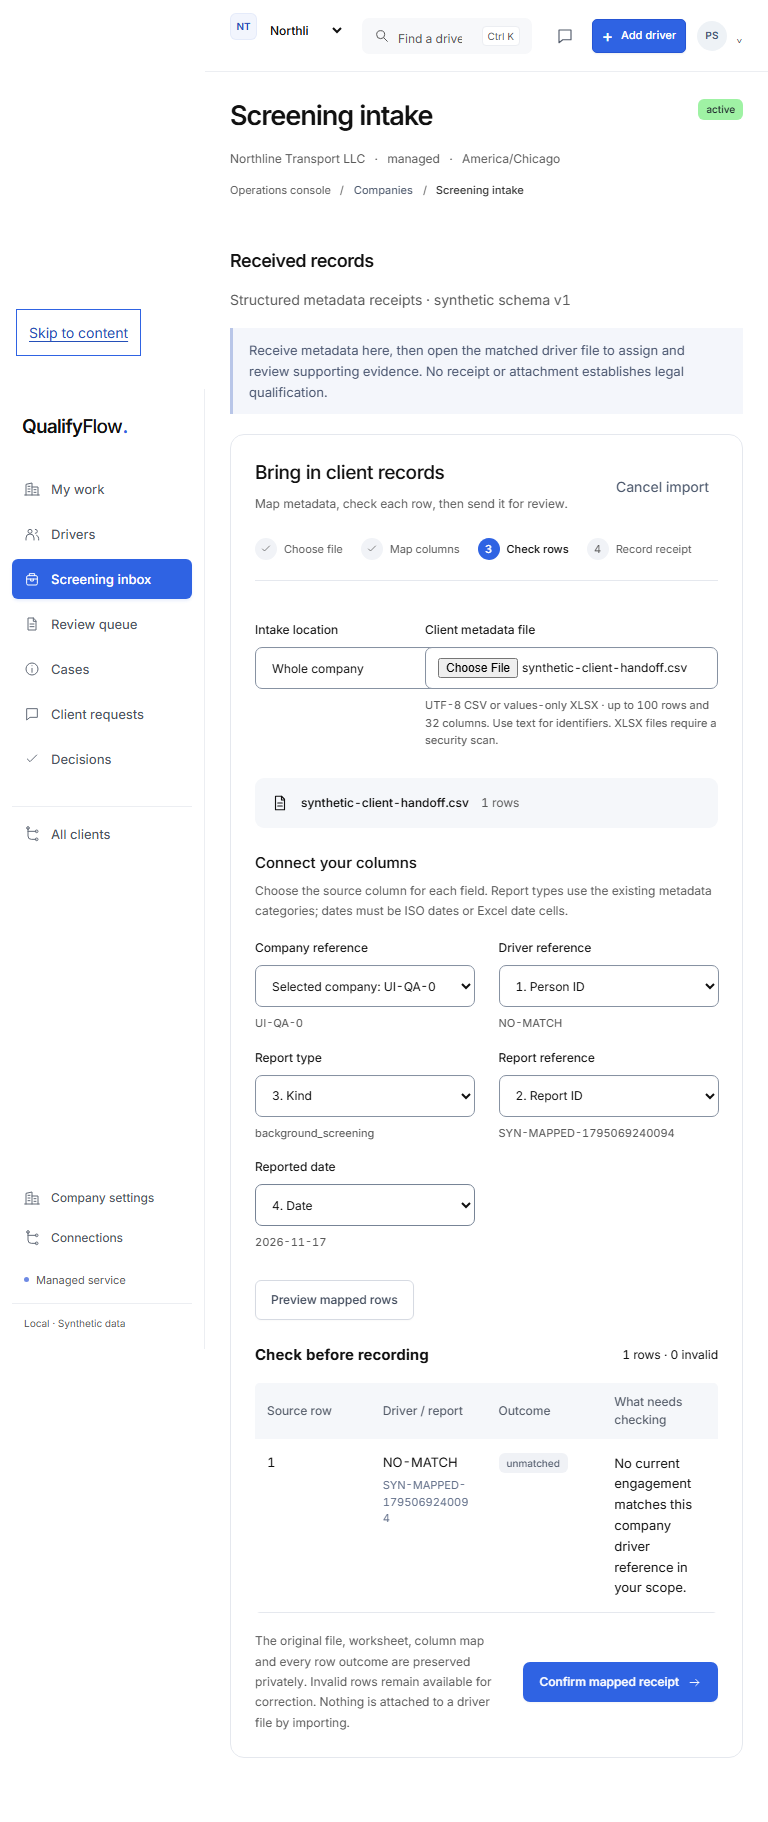 NT
Northli
Find a drive
Ctrl K
+ Add driver
PS
Screening intake
active
Northline Transport LLC · managed · America/Chicago
Operations console / Companies / Screening intake
Received records
Structured metadata receipts · synthetic schema v1
Skip to content
Receive metadata here, then open the matched driver file to assign and
review supporting evidence. No receipt or attachment establishes legal
qualification.
QualifyFlow.
My work
Drivers
Screening inbox
Review queue
Cases
Client requests
Decisions
All clients
Company settings
Connections
Managed service
Local · Synthetic data
Bring in client records
Map metadata, check each row, then send it for review.
Cancel import
Choose file
Map columns
3 Check rows
4 Record receipt
Intake location
Whole company
Client metadata file
Choose File synthetic-client-handoff.csv
UTF-8 CSV or values-only XLSX · up to 100 rows and
32 columns. Use text for identifiers. XLSX files require a
security scan.
synthetic-client-handoff.csv 1 rows
Connect your columns
Choose the source column for each field. Report types use the existing metadata
categories; dates must be ISO dates or Excel date cells.
Company reference
Selected company: UI-QA-0
UI-QA-0
Driver reference
1. Person ID
NO-MATCH
Report type
3. Kind
background_screening
Report reference
2. Report ID
SYN-MAPPED-1795069240094
Reported date
4. Date
2026-11-17
Preview mapped rows
Check before recording
1 rows · 0 invalid
Source row
Driver / report
Outcome
What needs
checking
1
NO-MATCH
SYN-MAPPED-
179506924009
4
unmatched
No current
engagement
matches this
company
driver
reference in
your scope.
The original file, worksheet, column map
and every row outcome are preserved
privately. Invalid rows remain available for
correction. Nothing is attached to a driver
file by importing.
Confirm mapped receipt →